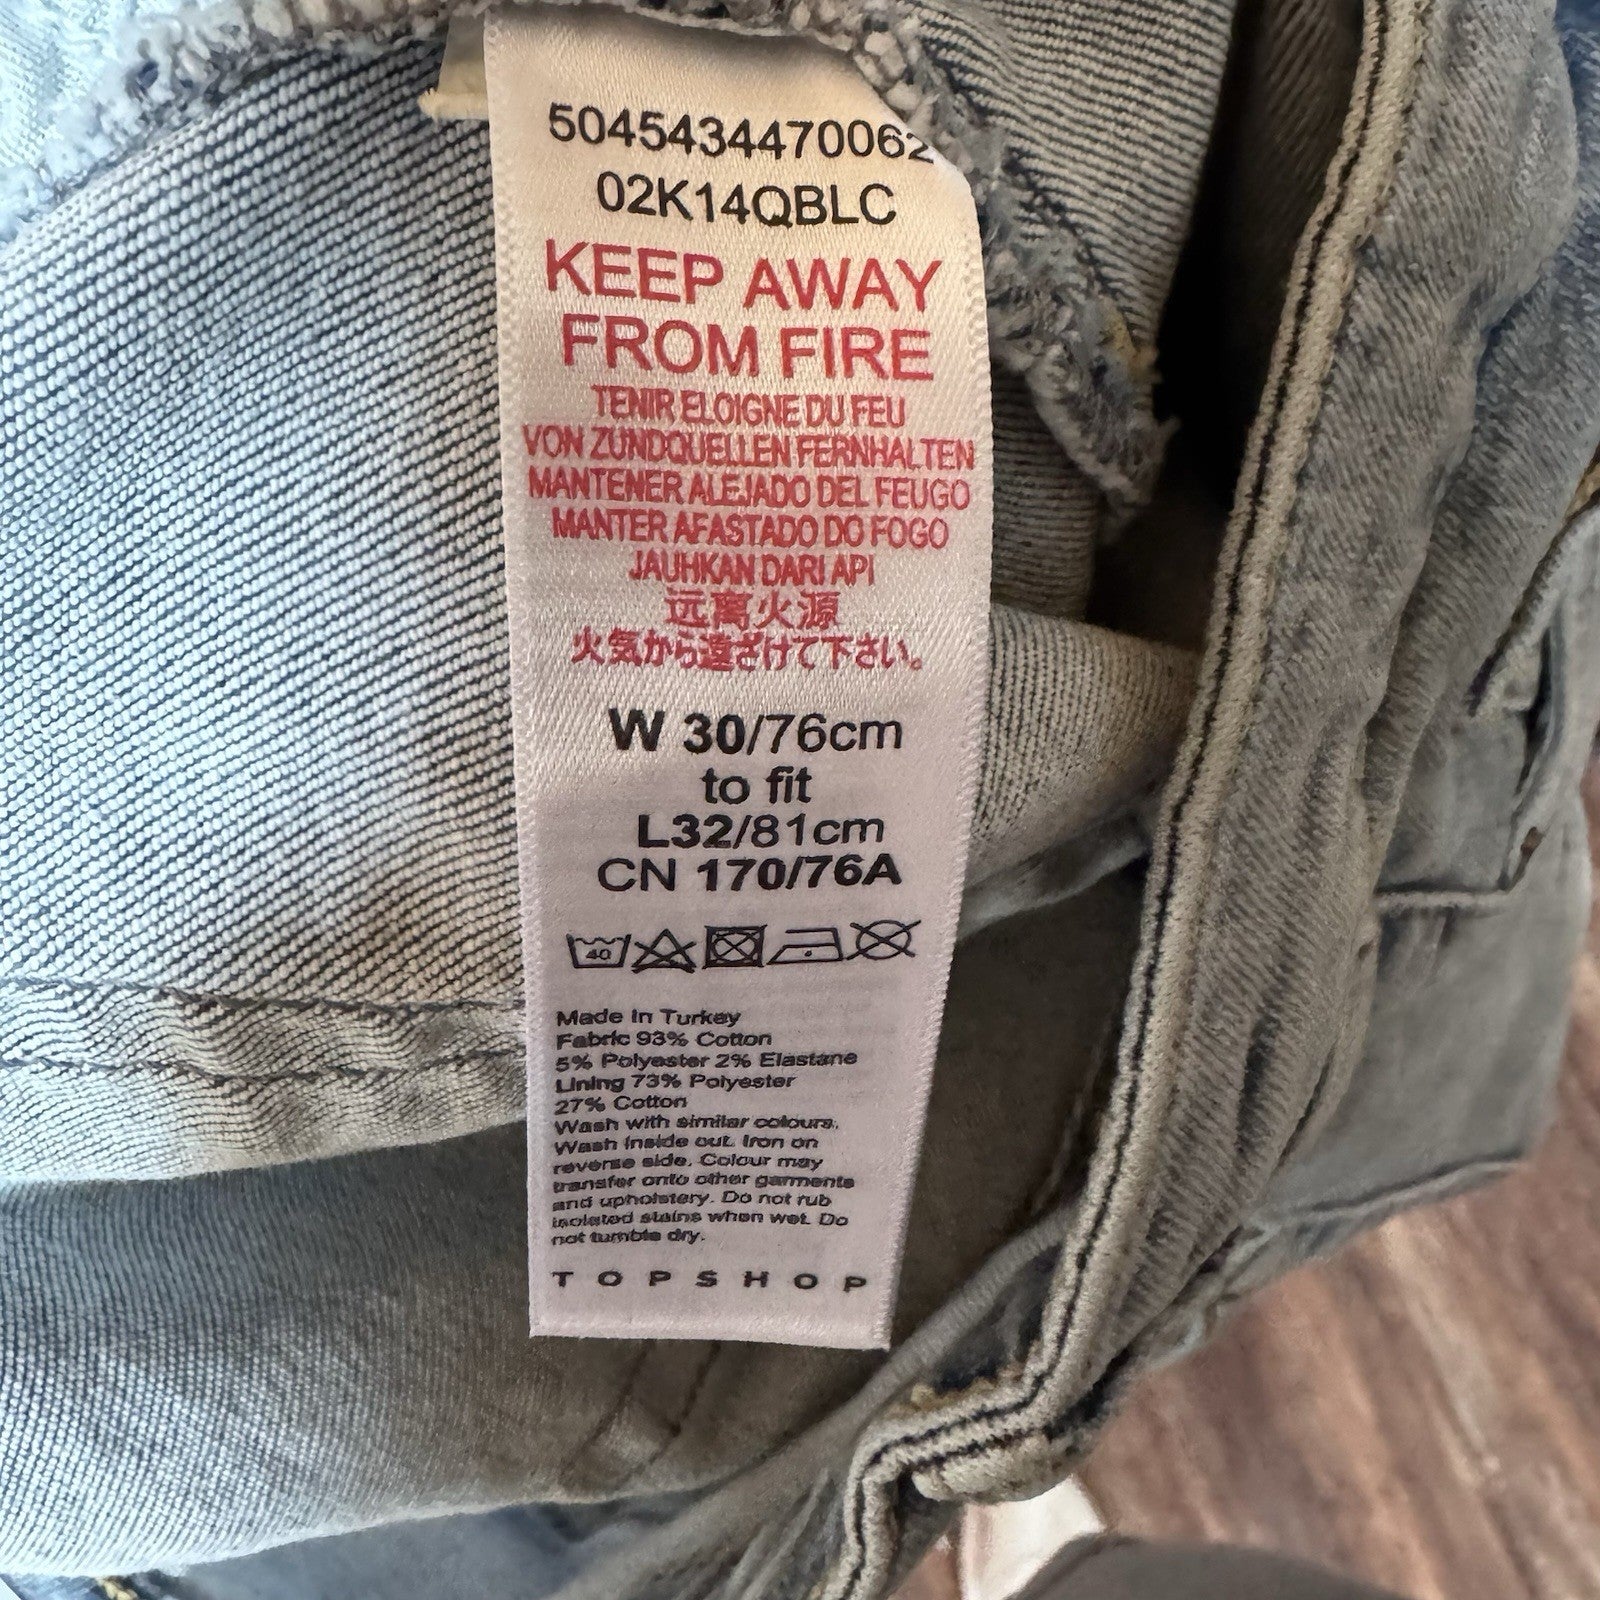 5045434470062
02K14QBLC
KEEP AWAY
FROM FIRE
TENIR ELOIGNE DU FEU
VON ZUNDQUELLEN FERNHALTEN
MANTENER ALEJADO DEL FEUGO
MANTER AFASTADO DO FOGO
JAUHKAN DARI API
远离火源
火気から遠ざけて下さい。
W 30/76cm
to fit
L32/81cm
CN 170/76A
40
Made In Turkey
Fabric 93% Cotton
5% Polyester 2% Elastane
Lining 73% Polyester
27% Cotton
Wash with similar colours.
Wash inside out. Iron on
reverse side. Colour may
transfer onto other garments
and upholstery. Do not rub
isolated stains when wet. Do
not tumble dry.
TOPSHOP